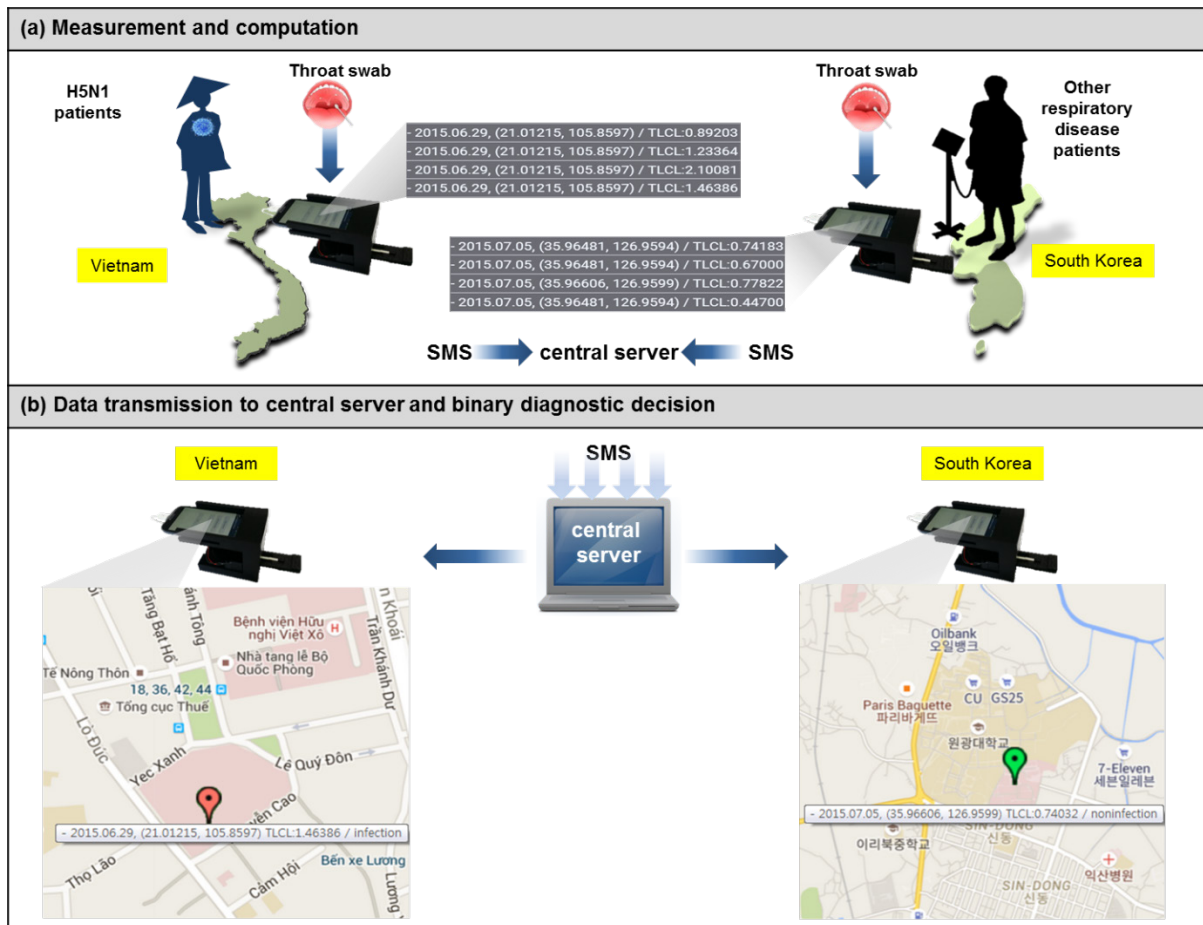 (a) Measurement and computation
H5N1
patients
Throat swab
Throat swab
Other
respiratory
disease
patients
- 2015.06.29, (21.01215, 105.8597) / TLCL:0.89203
- 2015.06.29, (21.01215, 105.8597) / TLCL:1.23364
- 2015.06.29, (21.01215, 105.8597) / TLCL:2.10081
- 2015.06.29, (21.01215, 105.8597) / TLCL:1.46386
Vietnam
- 2015.07.05, (35.96481, 126.9594) / TLCL:0.74183
- 2015.07.05, (35.96481, 126.9594) / TLCL:0.67000
- 2015.07.05, (35.96606, 126.9599) / TLCL:0.77822
- 2015.07.05, (35.96481, 126.9594) / TLCL:0.44700
South Korea
SMS central server SMS
(b) Data transmission to central server and binary diagnostic decision
Vietnam
SMS
central
server
South Korea
Tăng Bạt Hổ
ánh Tông
n Khoái
Trần Khánh Dư
Bệnh viện Hữu
nghị Việt Xô
H
Nhà tang lễ Bộ
Quốc Phòng
Tế Nông Thôn
18, 36, 42, 44
Tổng cục Thuế
Lò Đúc
Yec Xanh
Lê Quý Đôn
yễn Cao
- 2015.06.29, (21.01215, 105.8597) TLCL:1.46386 / infection
Bến xe Lương
Thọ Lão
Cảm Hội
Lương
Oilbank
오일뱅크
CU GS25
Paris Baguette
파리바게뜨
원광대학교
7-Eleven
세븐일레븐
- 2015.07.05, (35.96606, 126.9599) TLCL:0.74032 / noninfection
SIN-DONG
신동
이리북중학교
익산병원
SIN-DONG
신동